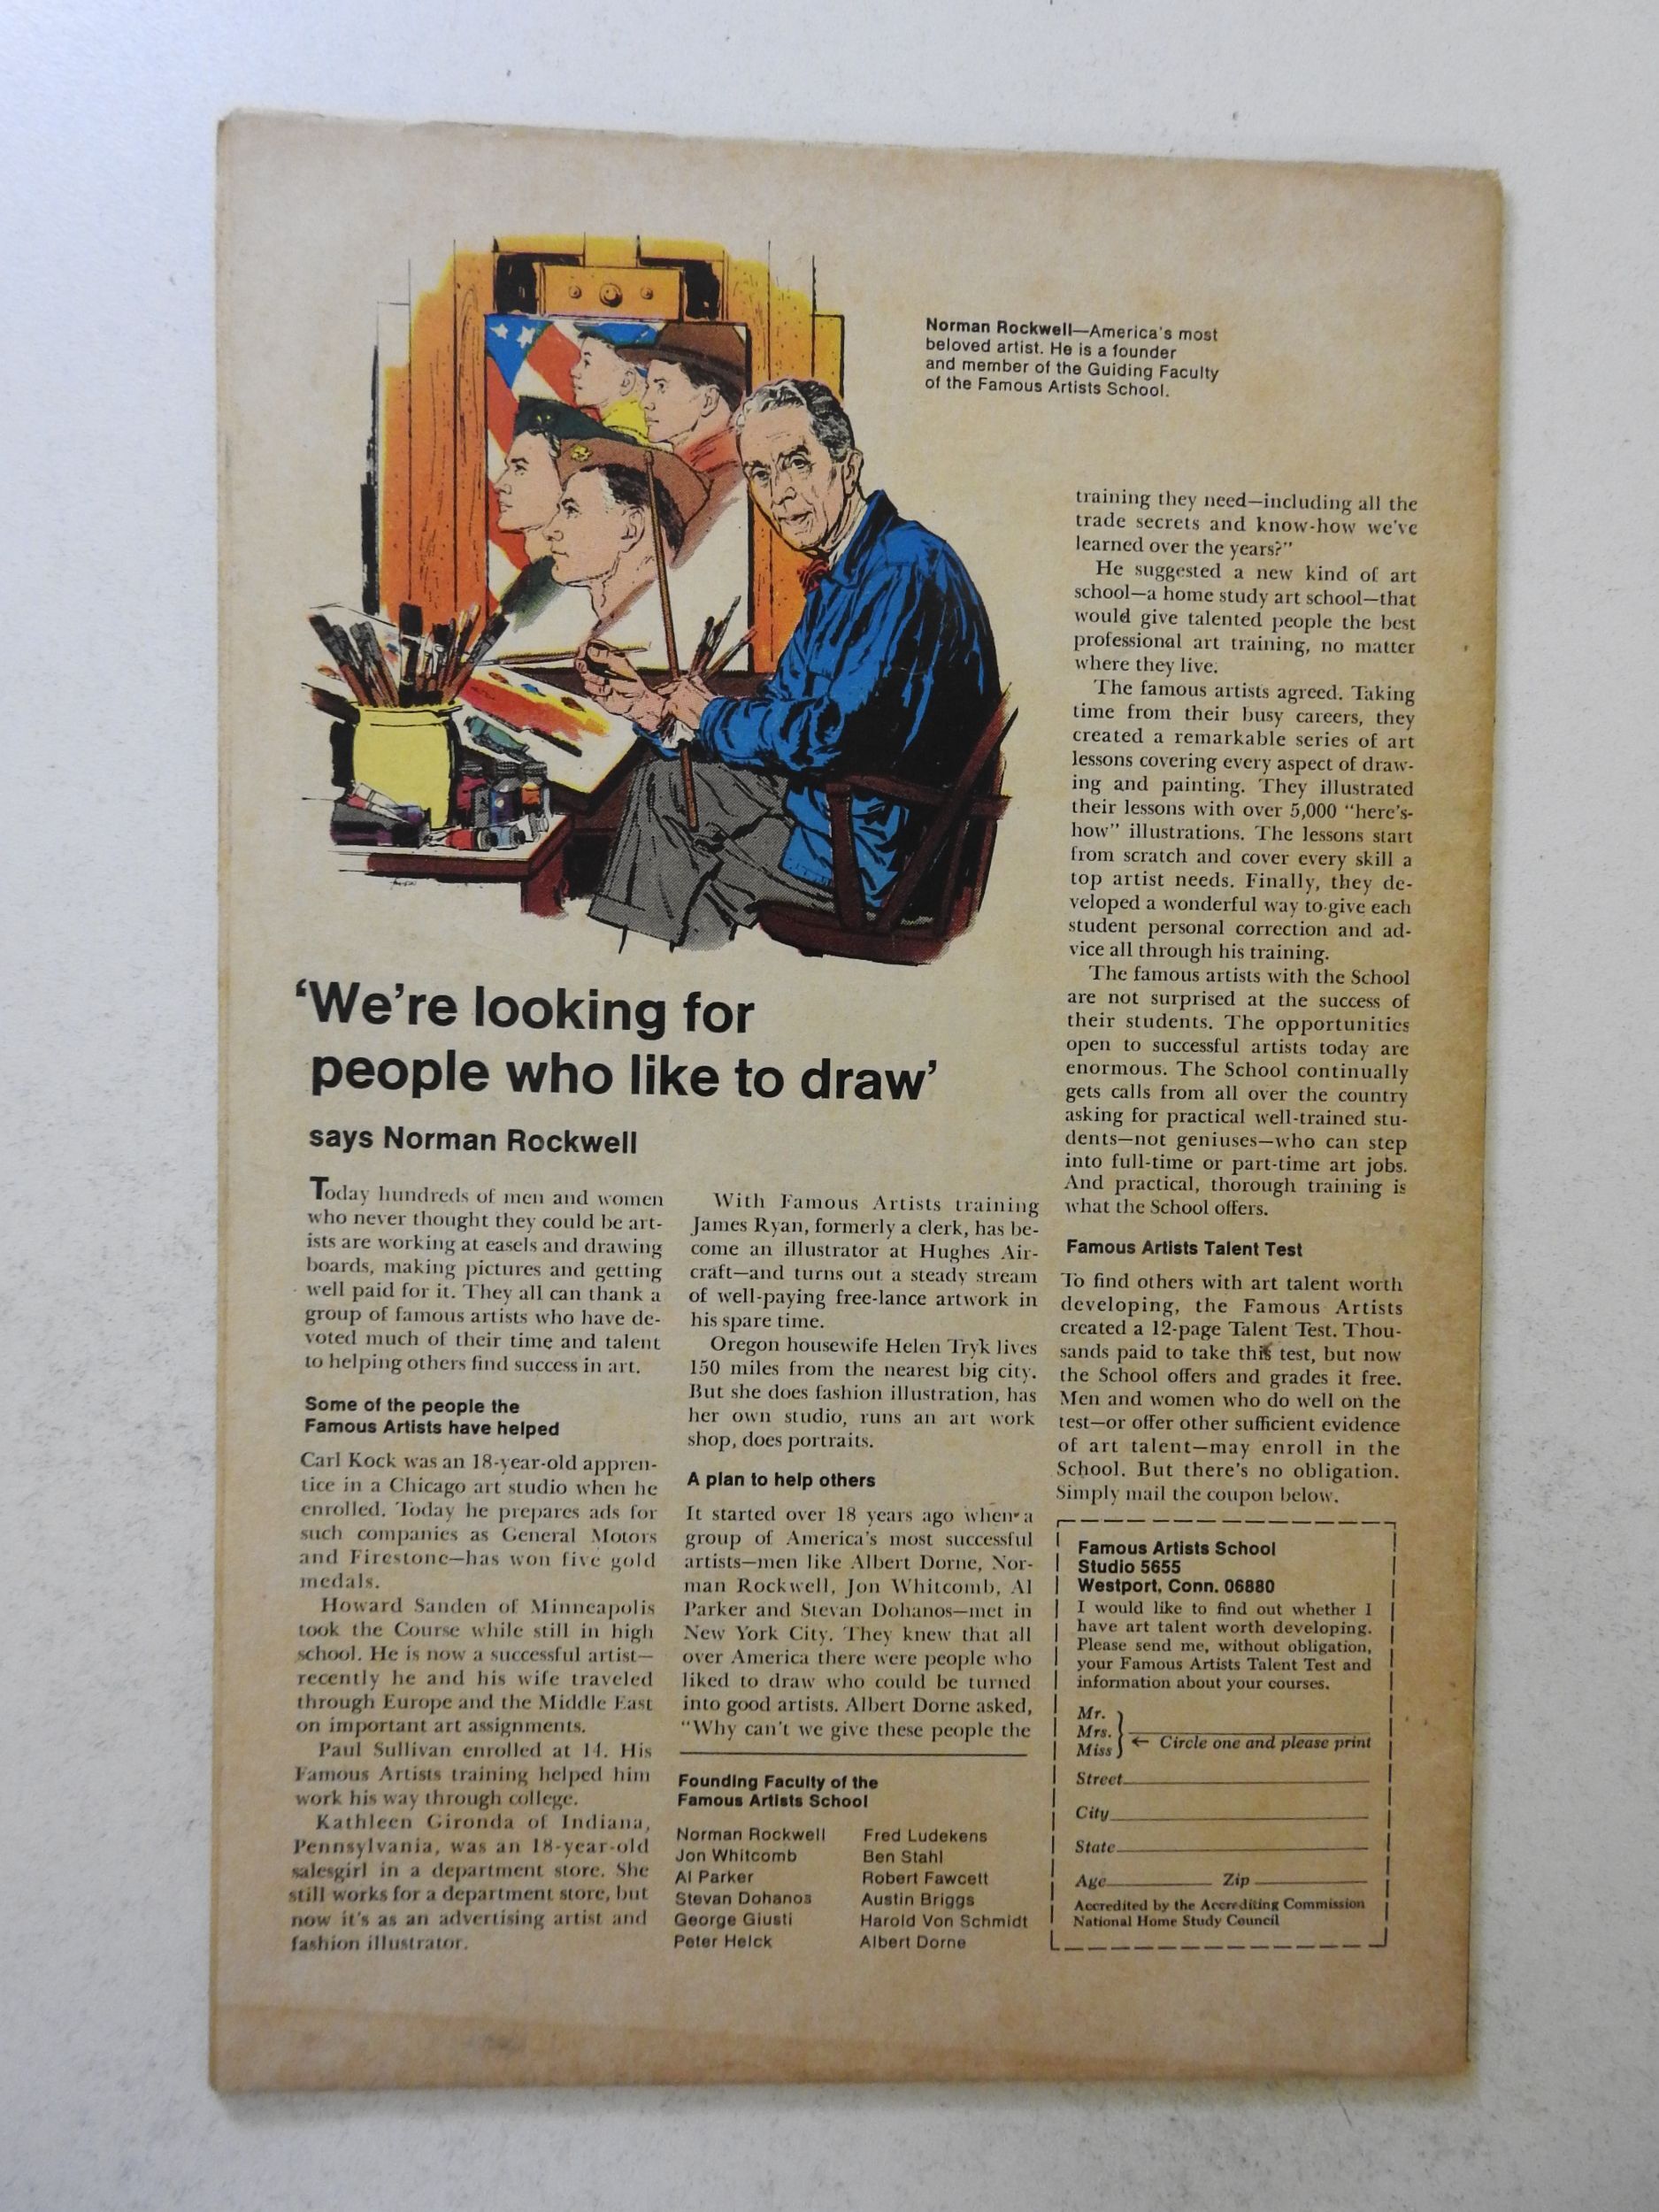 Norman Rockwell—America's most
beloved artist. He is a founder
and member of the Guiding Faculty
of the Famous Artists School.
'We're looking for
people who like to draw'
says Norman Rockwell
Today hundreds of men and women
who never thought they could be art-
ists are working at easels and drawing
boards, making pictures and getting
well paid for it. They all can thank a
group of famous artists who have de-
voted much of their time and talent
to helping others find success in art.
Some of the people the
Famous Artists have helped
Carl Kock was an 18-year-old appren-
tice in a Chicago art studio when he
enrolled. Today he prepares ads for
such companies as General Motors
and Firestone—has won five gold
medals.
Howard Sanden of Minneapolis
took the Course while still in high
school. He is now a successful artist—
recently he and his wife traveled
through Europe and the Middle East
on important art assignments.
Paul Sullivan enrolled at 14. His
Famous Artists training helped him
work his way through college.
Kathleen Gironda of Indiana,
Pennsylvania, was an 18-year-old
salesgirl in a department store. She
still works for a department store, but
now it's as an advertising artist and
fashion illustrator.
With Famous Artists training
James Ryan, formerly a clerk, has be-
come an illustrator at Hughes Air-
craft—and turns out a steady stream
of well-paying free-lance artwork in
his spare time.
Oregon housewife Helen Tryk lives
150 miles from the nearest big city.
But she does fashion illustration, has
her own studio, runs an art work
shop, does portraits.
A plan to help others
It started over 18 years ago when a
group of America's most successful
artists—men like Albert Dorne, Nor-
man Rockwell, Jon Whitcomb, Al
Parker and Stevan Dohanos—met in
New York City. They knew that all
over America there were people who
liked to draw who could be turned
into good artists. Albert Dorne asked,
"Why can't we give these people the
Founding Faculty of the
Famous Artists School
Norman Rockwell
Jon Whitcomb
Al Parker
Stevan Dohanos
George Giusti
Peter Helck
Fred Ludekens
Ben Stahl
Robert Fawcett
Austin Briggs
Harold Von Schmidt
Albert Dorne
training they need—including all the
trade secrets and know-how we've
learned over the years?"
He suggested a new kind of art
school—a home study art school—that
would give talented people the best
professional art training, no matter
where they live.
The famous artists agreed. Taking
time from their busy careers, they
created a remarkable series of art
lessons covering every aspect of draw-
ing and painting. They illustrated
their lessons with over 5,000 "here's-
how" illustrations. The lessons start
from scratch and cover every skill a
top artist needs. Finally, they de-
veloped a wonderful way to give each
student personal correction and ad-
vice all through his training.
The famous artists with the School
are not surprised at the success of
their students. The opportunities
open to successful artists today are
enormous. The School continually
gets calls from all over the country
asking for practical well-trained stu-
dents—not geniuses—who can step
into full-time or part-time art jobs.
And practical, thorough training is
what the School offers.
Famous Artists Talent Test
To find others with art talent worth
developing, the Famous Artists
created a 12-page Talent Test. Thou-
sands paid to take this test, but now
the School offers and grades it free.
Men and women who do well on the
test—or offer other sufficient evidence
of art talent—may enroll in the
School. But there's no obligation.
Simply mail the coupon below.
Famous Artists School
Studio 5655
Westport, Conn. 06880
I would like to find out whether I
have art talent worth developing.
Please send me, without obligation,
your Famous Artists Talent Test and
information about your courses.
Mr.
Mrs.
Miss
← Circle one and please print
Street
City
State
Age Zip
Accredited by the Accrediting Commission
National Home Study Council